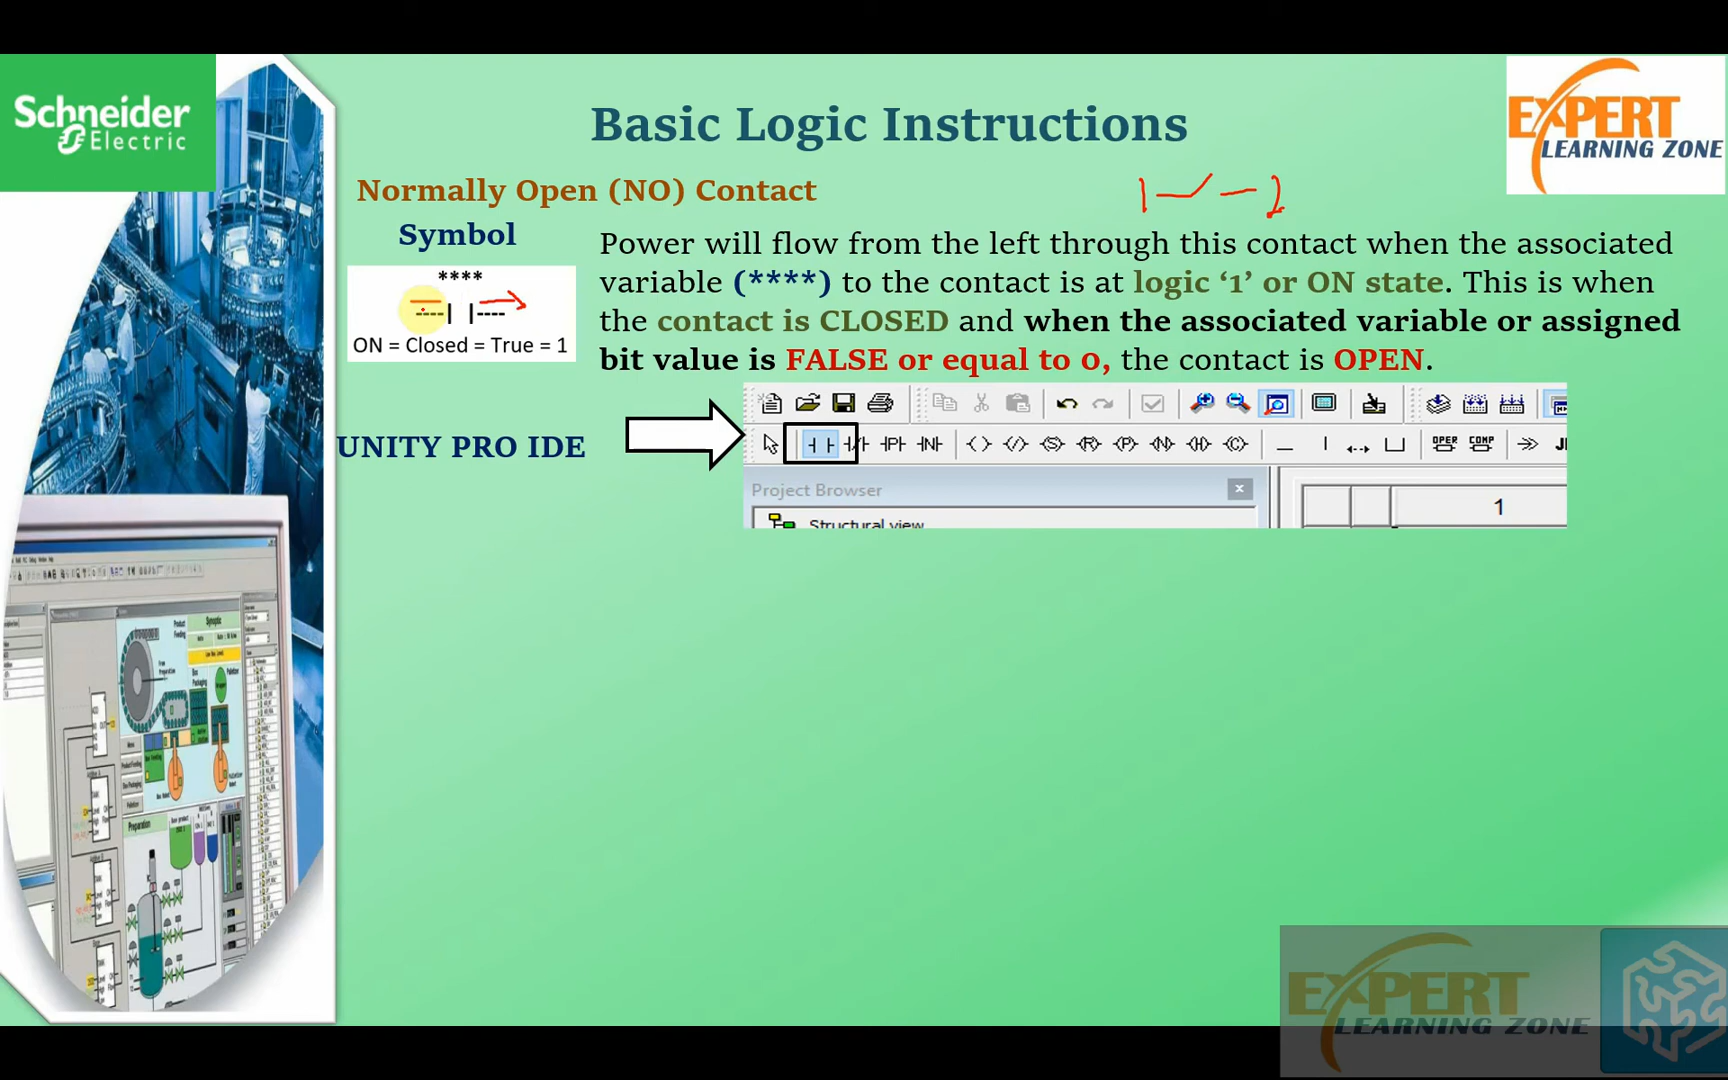 Schneider
Electric
Basic Logic Instructions
EXPERT
LEARNING ZONE
Normally Open (NO) Contact
1 2
Symbol
****
----| |----
ON = Closed = True = 1
Power will flow from the left through this contact when the associated
variable (****) to the contact is at logic ‘1’ or ON state. This is when
the contact is CLOSED and when the associated variable or assigned
bit value is FALSE or equal to 0, the contact is OPEN.
UNITY PRO IDE
OPER COMP
Project Browser
Structural view
1
Preparation
EXPERT
LEARNING ZONE